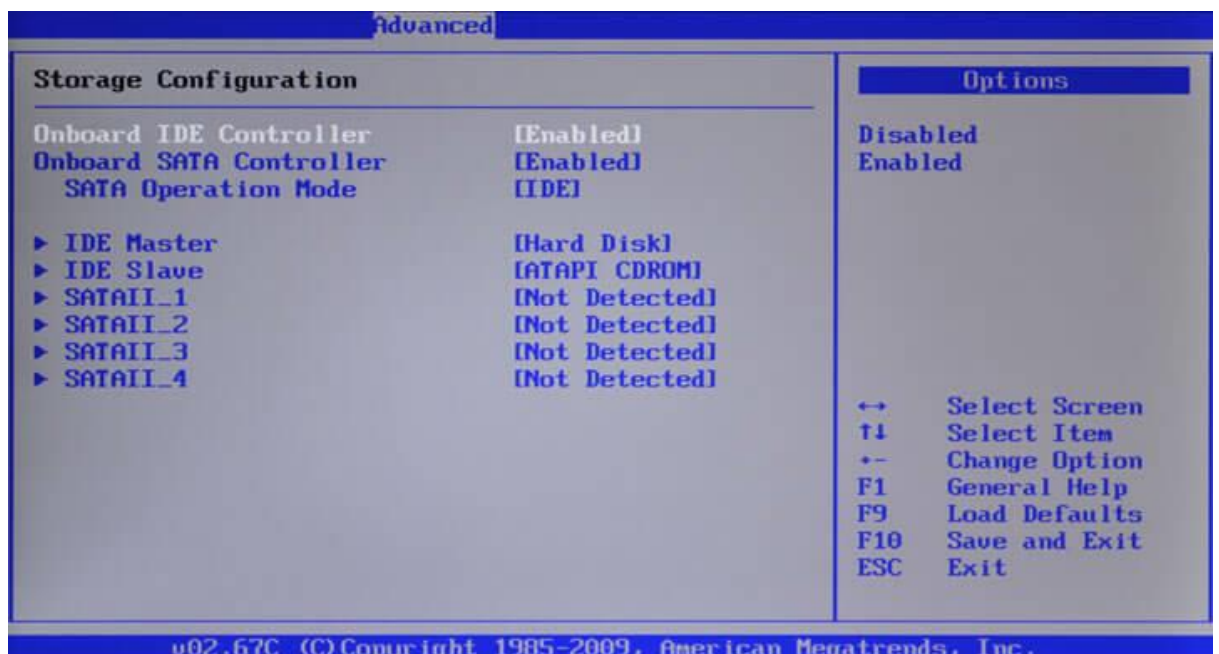 Advanced
Storage Configuration
Onboard IDE Controller [Enabled]
Onboard SATA Controller [Enabled]
SATA Operation Mode [IDE]
▶ IDE Master [Hard Disk]
▶ IDE Slave [ATAPI CDROM]
▶ SATAII_1 [Not Detected]
▶ SATAII_2 [Not Detected]
▶ SATAII_3 [Not Detected]
▶ SATAII_4 [Not Detected]
Options
Disabled
Enabled
↔ Select Screen
↑↓ Select Item
+- Change Option
F1 General Help
F9 Load Defaults
F10 Save and Exit
ESC Exit
v02.67C (C)Copyright 1985-2009, American Megatrends, Inc.